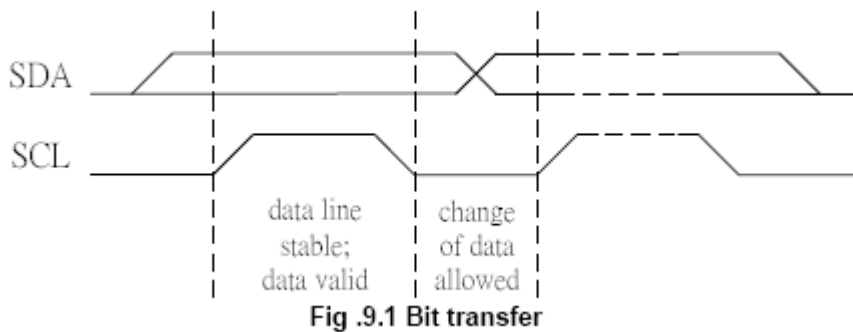 SDA
SCL
data line
stable;
data valid
change
of data
allowed
Fig .9.1 Bit transfer